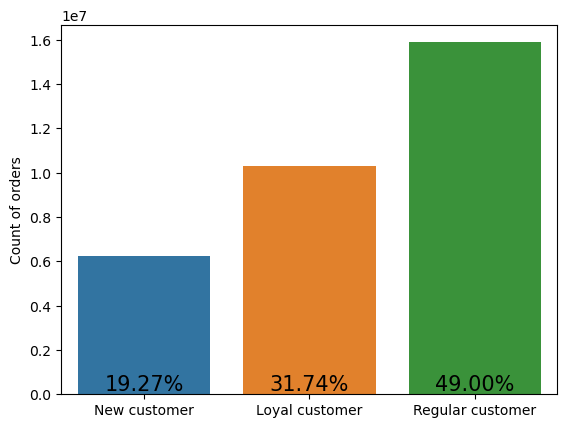 1e7
1.6
1.4
1.2
1.0
0.8
0.6
0.4
0.2
0.0
Count of orders
19.27% 31.74% 49.00%
New customer Loyal customer Regular customer